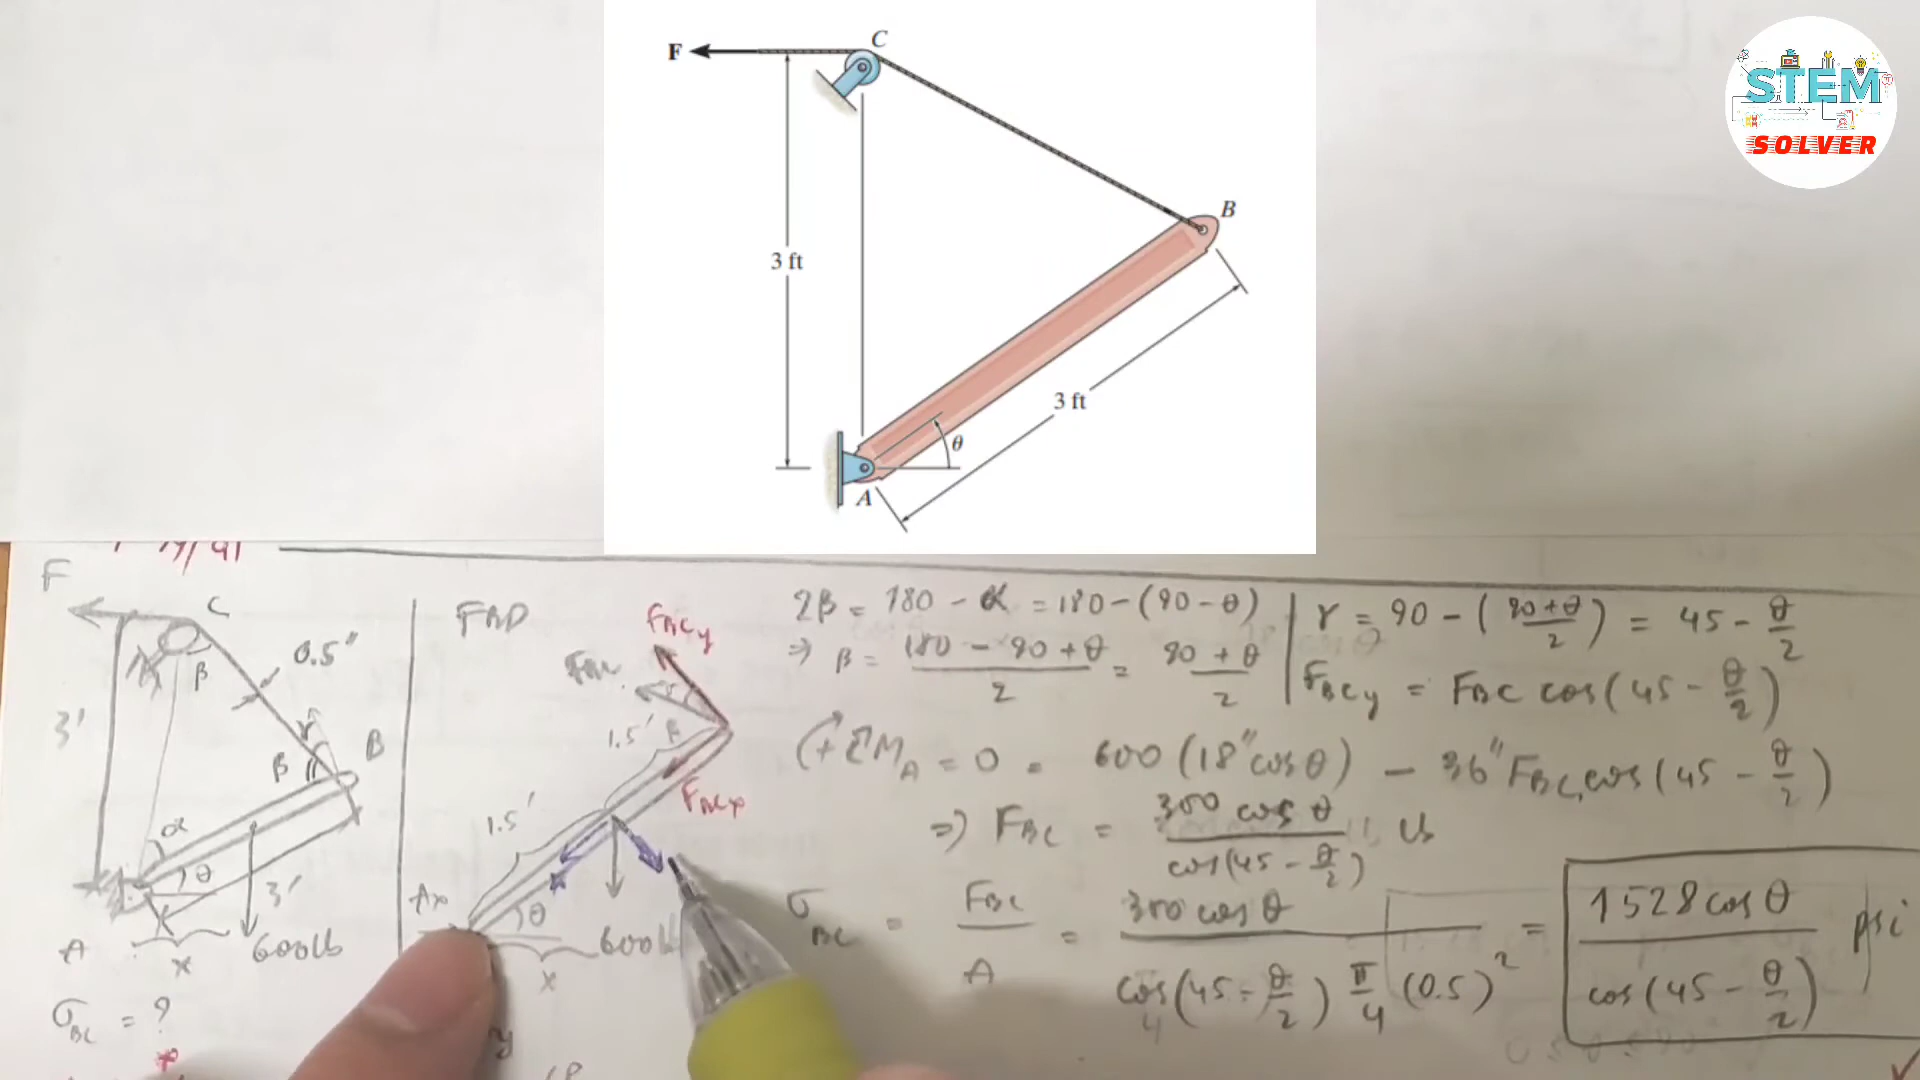 F
C
3 ft
B
3 ft
θ
A
STEM
SOLVER
F
C
β
0.5"
3'
γ
β
B
α
θ
3'
A
x
600lb
σBC = ?
FBD
FBCy
FBC
1.5'
β
FBCx
1.5'
Ax
θ
x
2β = 180 - α = 180 - (90 - θ)
⇒ β = (180 - 90 + θ)/2 = (90 + θ)/2
γ = 90 - ((90 + θ)/2) = 45 - θ/2
FBCy = FBC cos(45 - θ/2)
(+ ΣMA = 0 = 600 (18" cosθ) - 36" FBC cos(45 - θ/2)
⇒ FBC = 300 cos θ / cos(45 - θ/2) lb
σBC = FBC / A = 300 cos θ / cos(45 - θ/2) π/4 (0.5)² = 1528 cos θ / cos(45 - θ/2) psi